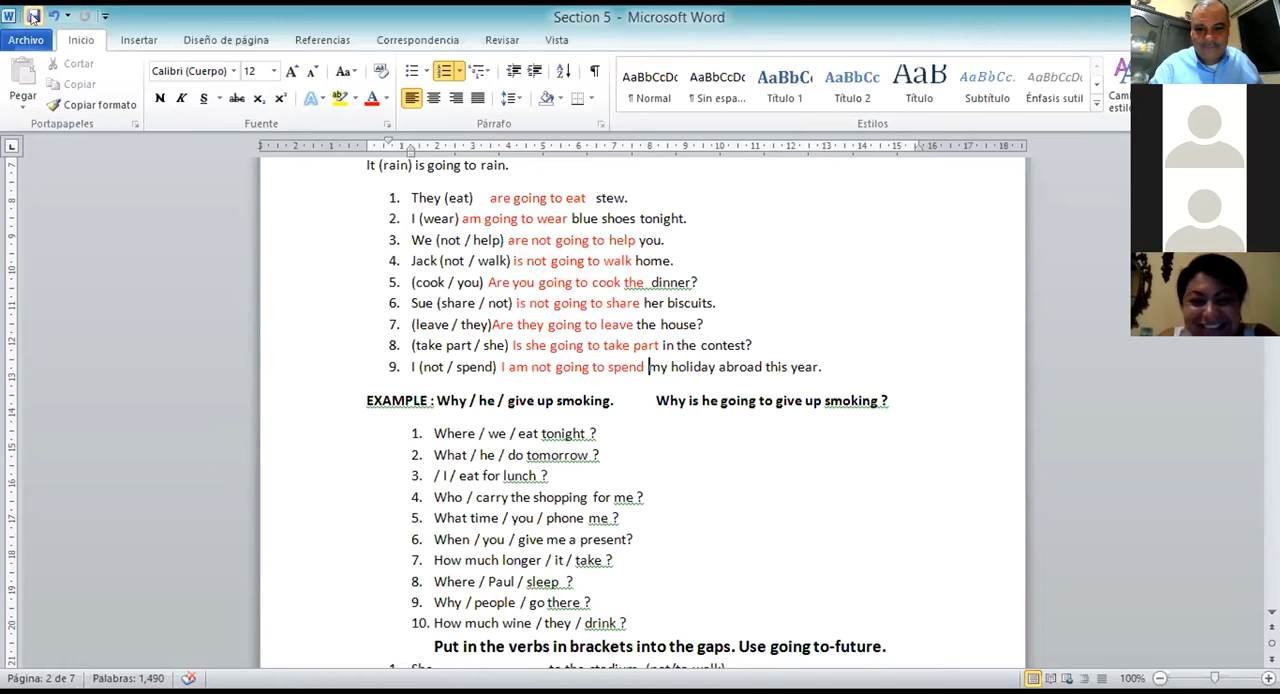 Section 5 - Microsoft Word
Archivo Inicio Insertar Diseño de página Referencias Correspondencia Revisar Vista
Pegar
Cortar
Copiar
Copiar formato
Portapapeles
Calibri (Cuerpo) 12
Fuente
Párrafo
AaBbCcDc AaBbCcDc AaBbCc AaBbCc AaB AaBbCc. AaBbCcDc
¶ Normal ¶ Sin espa... Título 1 Título 2 Título Subtítulo Énfasis sutil
Estilos
It (rain) is going to rain.
1. They (eat) are going to eat stew.
2. I (wear) am going to wear blue shoes tonight.
3. We (not / help) are not going to help you.
4. Jack (not / walk) is not going to walk home.
5. (cook / you) Are you going to cook the dinner?
6. Sue (share / not) is not going to share her biscuits.
7. (leave / they)Are they going to leave the house?
8. (take part / she) Is she going to take part in the contest?
9. I (not / spend) I am not going to spend my holiday abroad this year.
EXAMPLE : Why / he / give up smoking. Why is he going to give up smoking ?
1. Where / we / eat tonight ?
2. What / he / do tomorrow ?
3. / I / eat for lunch ?
4. Who / carry the shopping for me ?
5. What time / you / phone me ?
6. When / you / give me a present?
7. How much longer / it / take ?
8. Where / Paul / sleep ?
9. Why / people / go there ?
10. How much wine / they / drink ?
Put in the verbs in brackets into the gaps. Use going to-future.
1. She to the stadium. (not/to walk)
Página: 2 de 7 Palabras: 1,490 100%